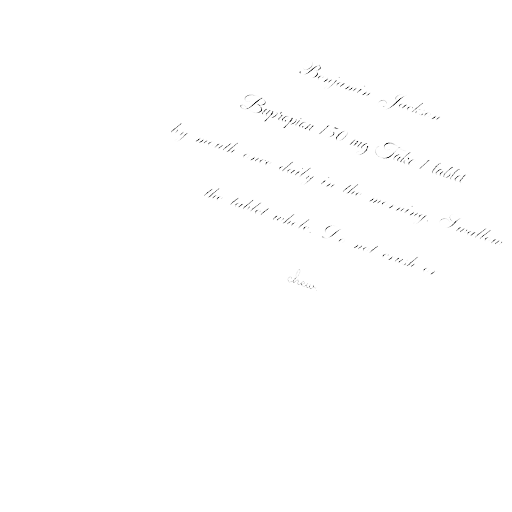 Benjamin Jackson
Bupropion 150 mg Take 1 tablet
by mouth once daily in the morning. Swallow
the tablet whole. Do not crush or
chew